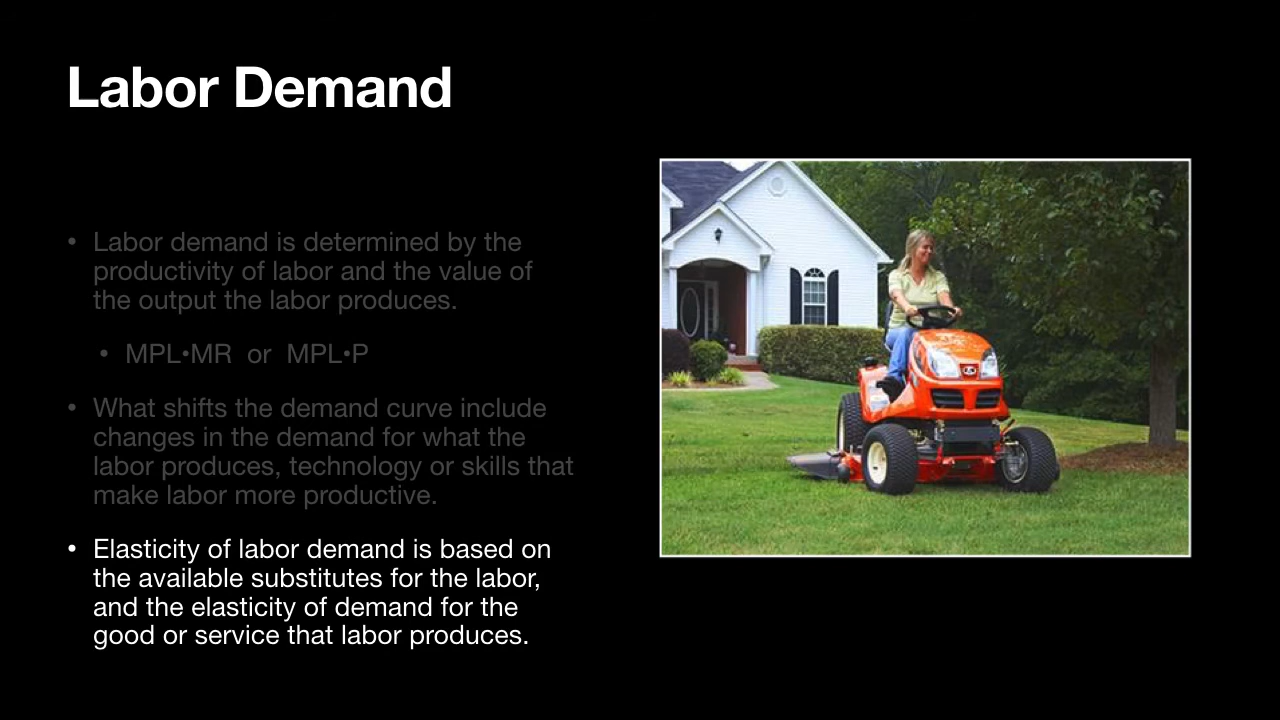 Labor Demand
• Labor demand is determined by the
productivity of labor and the value of
the output the labor produces.
• MPL•MR or MPL•P
• What shifts the demand curve include
changes in the demand for what the
labor produces, technology or skills that
make labor more productive.
• Elasticity of labor demand is based on
the available substitutes for the labor,
and the elasticity of demand for the
good or service that labor produces.